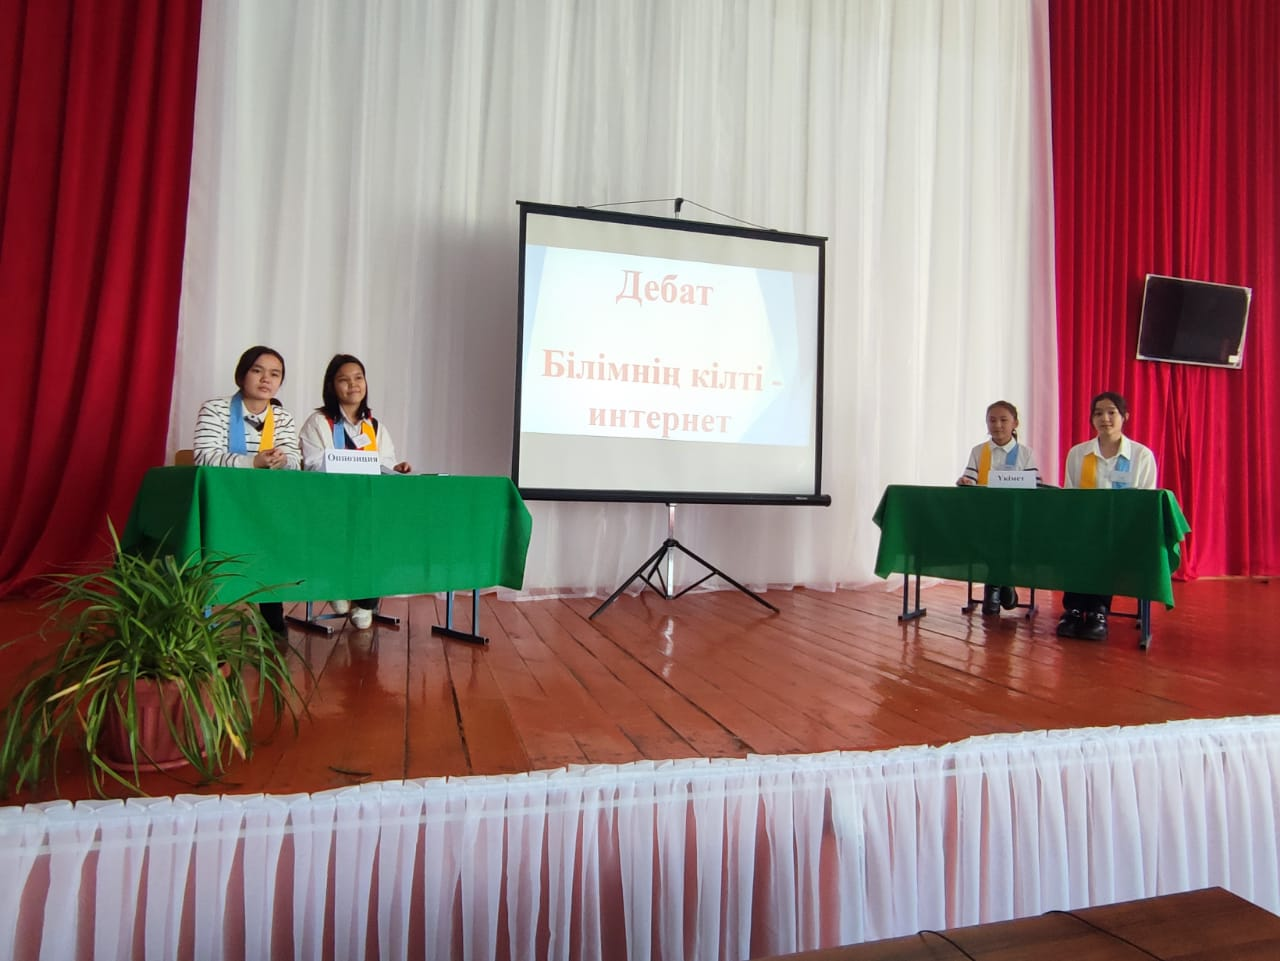 Дебат
Білімнің кілті -
интернет
Оппозиция
Үкімет